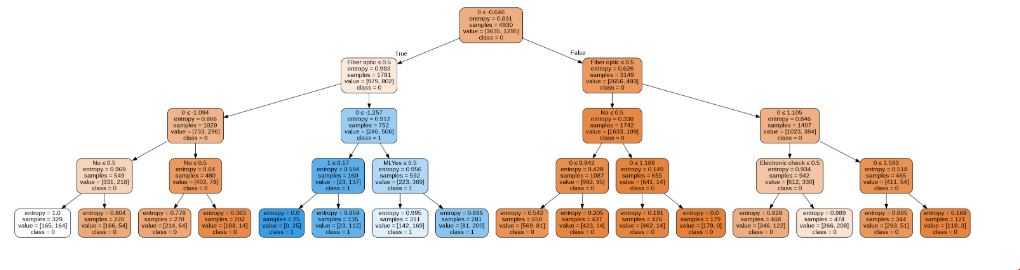 0 ≤ -0.646
entropy = 0.831
samples = 4930
value = [3635, 1295]
class = 0
True
False
Fiber optic ≤ 0.5
entropy = 0.993
samples = 1781
value = [979, 802]
class = 0
Fiber optic ≤ 0.5
entropy = 0.626
samples = 3149
value = [2656, 493]
class = 0
0 ≤ -1.094
entropy = 0.866
samples = 1029
value = [733, 296]
class = 0
0 ≤ -1.257
entropy = 0.912
samples = 752
value = [246, 506]
class = 1
No ≤ 0.5
entropy = 0.338
samples = 1742
value = [1633, 109]
class = 0
0 ≤ 1.105
entropy = 0.846
samples = 1407
value = [1023, 384]
class = 0
No ≤ 0.5
entropy = 0.969
samples = 549
value = [331, 218]
class = 0
No ≤ 0.5
entropy = 0.64
samples = 480
value = [402, 78]
class = 0
1 ≤ 0.17
entropy = 0.594
samples = 160
value = [23, 137]
class = 1
MLYes ≤ 0.5
entropy = 0.956
samples = 592
value = [223, 369]
class = 1
0 ≤ 0.942
entropy = 0.428
samples = 1087
value = [992, 95]
class = 0
0 ≤ 1.188
entropy = 0.149
samples = 655
value = [641, 14]
class = 0
Electronic check ≤ 0.5
entropy = 0.934
samples = 942
value = [612, 330]
class = 0
0 ≤ 1.593
entropy = 0.518
samples = 465
value = [411, 54]
class = 0
entropy = 1.0
samples = 329
value = [165, 164]
class = 0
entropy = 0.804
samples = 220
value = [166, 54]
class = 0
entropy = 0.778
samples = 278
value = [214, 64]
class = 0
entropy = 0.363
samples = 202
value = [188, 14]
class = 0
entropy = 0.0
samples = 25
value = [0, 25]
class = 1
entropy = 0.659
samples = 135
value = [23, 112]
class = 1
entropy = 0.995
samples = 311
value = [142, 169]
class = 1
entropy = 0.866
samples = 281
value = [81, 200]
class = 1
entropy = 0.542
samples = 650
value = [569, 81]
class = 0
entropy = 0.205
samples = 437
value = [423, 14]
class = 0
entropy = 0.191
samples = 476
value = [462, 14]
class = 0
entropy = 0.0
samples = 179
value = [179, 0]
class = 0
entropy = 0.828
samples = 468
value = [346, 122]
class = 0
entropy = 0.989
samples = 474
value = [266, 208]
class = 0
entropy = 0.605
samples = 344
value = [293, 51]
class = 0
entropy = 0.168
samples = 121
value = [118, 3]
class = 0